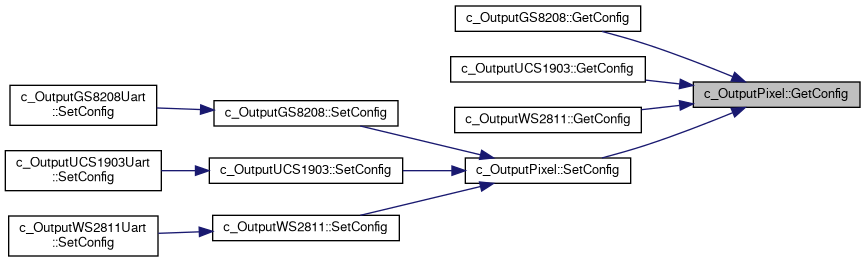 c_OutputGS8208::GetConfig
c_OutputUCS1903::GetConfig
c_OutputPixel::GetConfig
c_OutputGS8208Uart
::SetConfig
c_OutputGS8208::SetConfig
c_OutputWS2811::GetConfig
c_OutputUCS1903Uart
::SetConfig
c_OutputUCS1903::SetConfig
c_OutputPixel::SetConfig
c_OutputWS2811Uart
::SetConfig
c_OutputWS2811::SetConfig